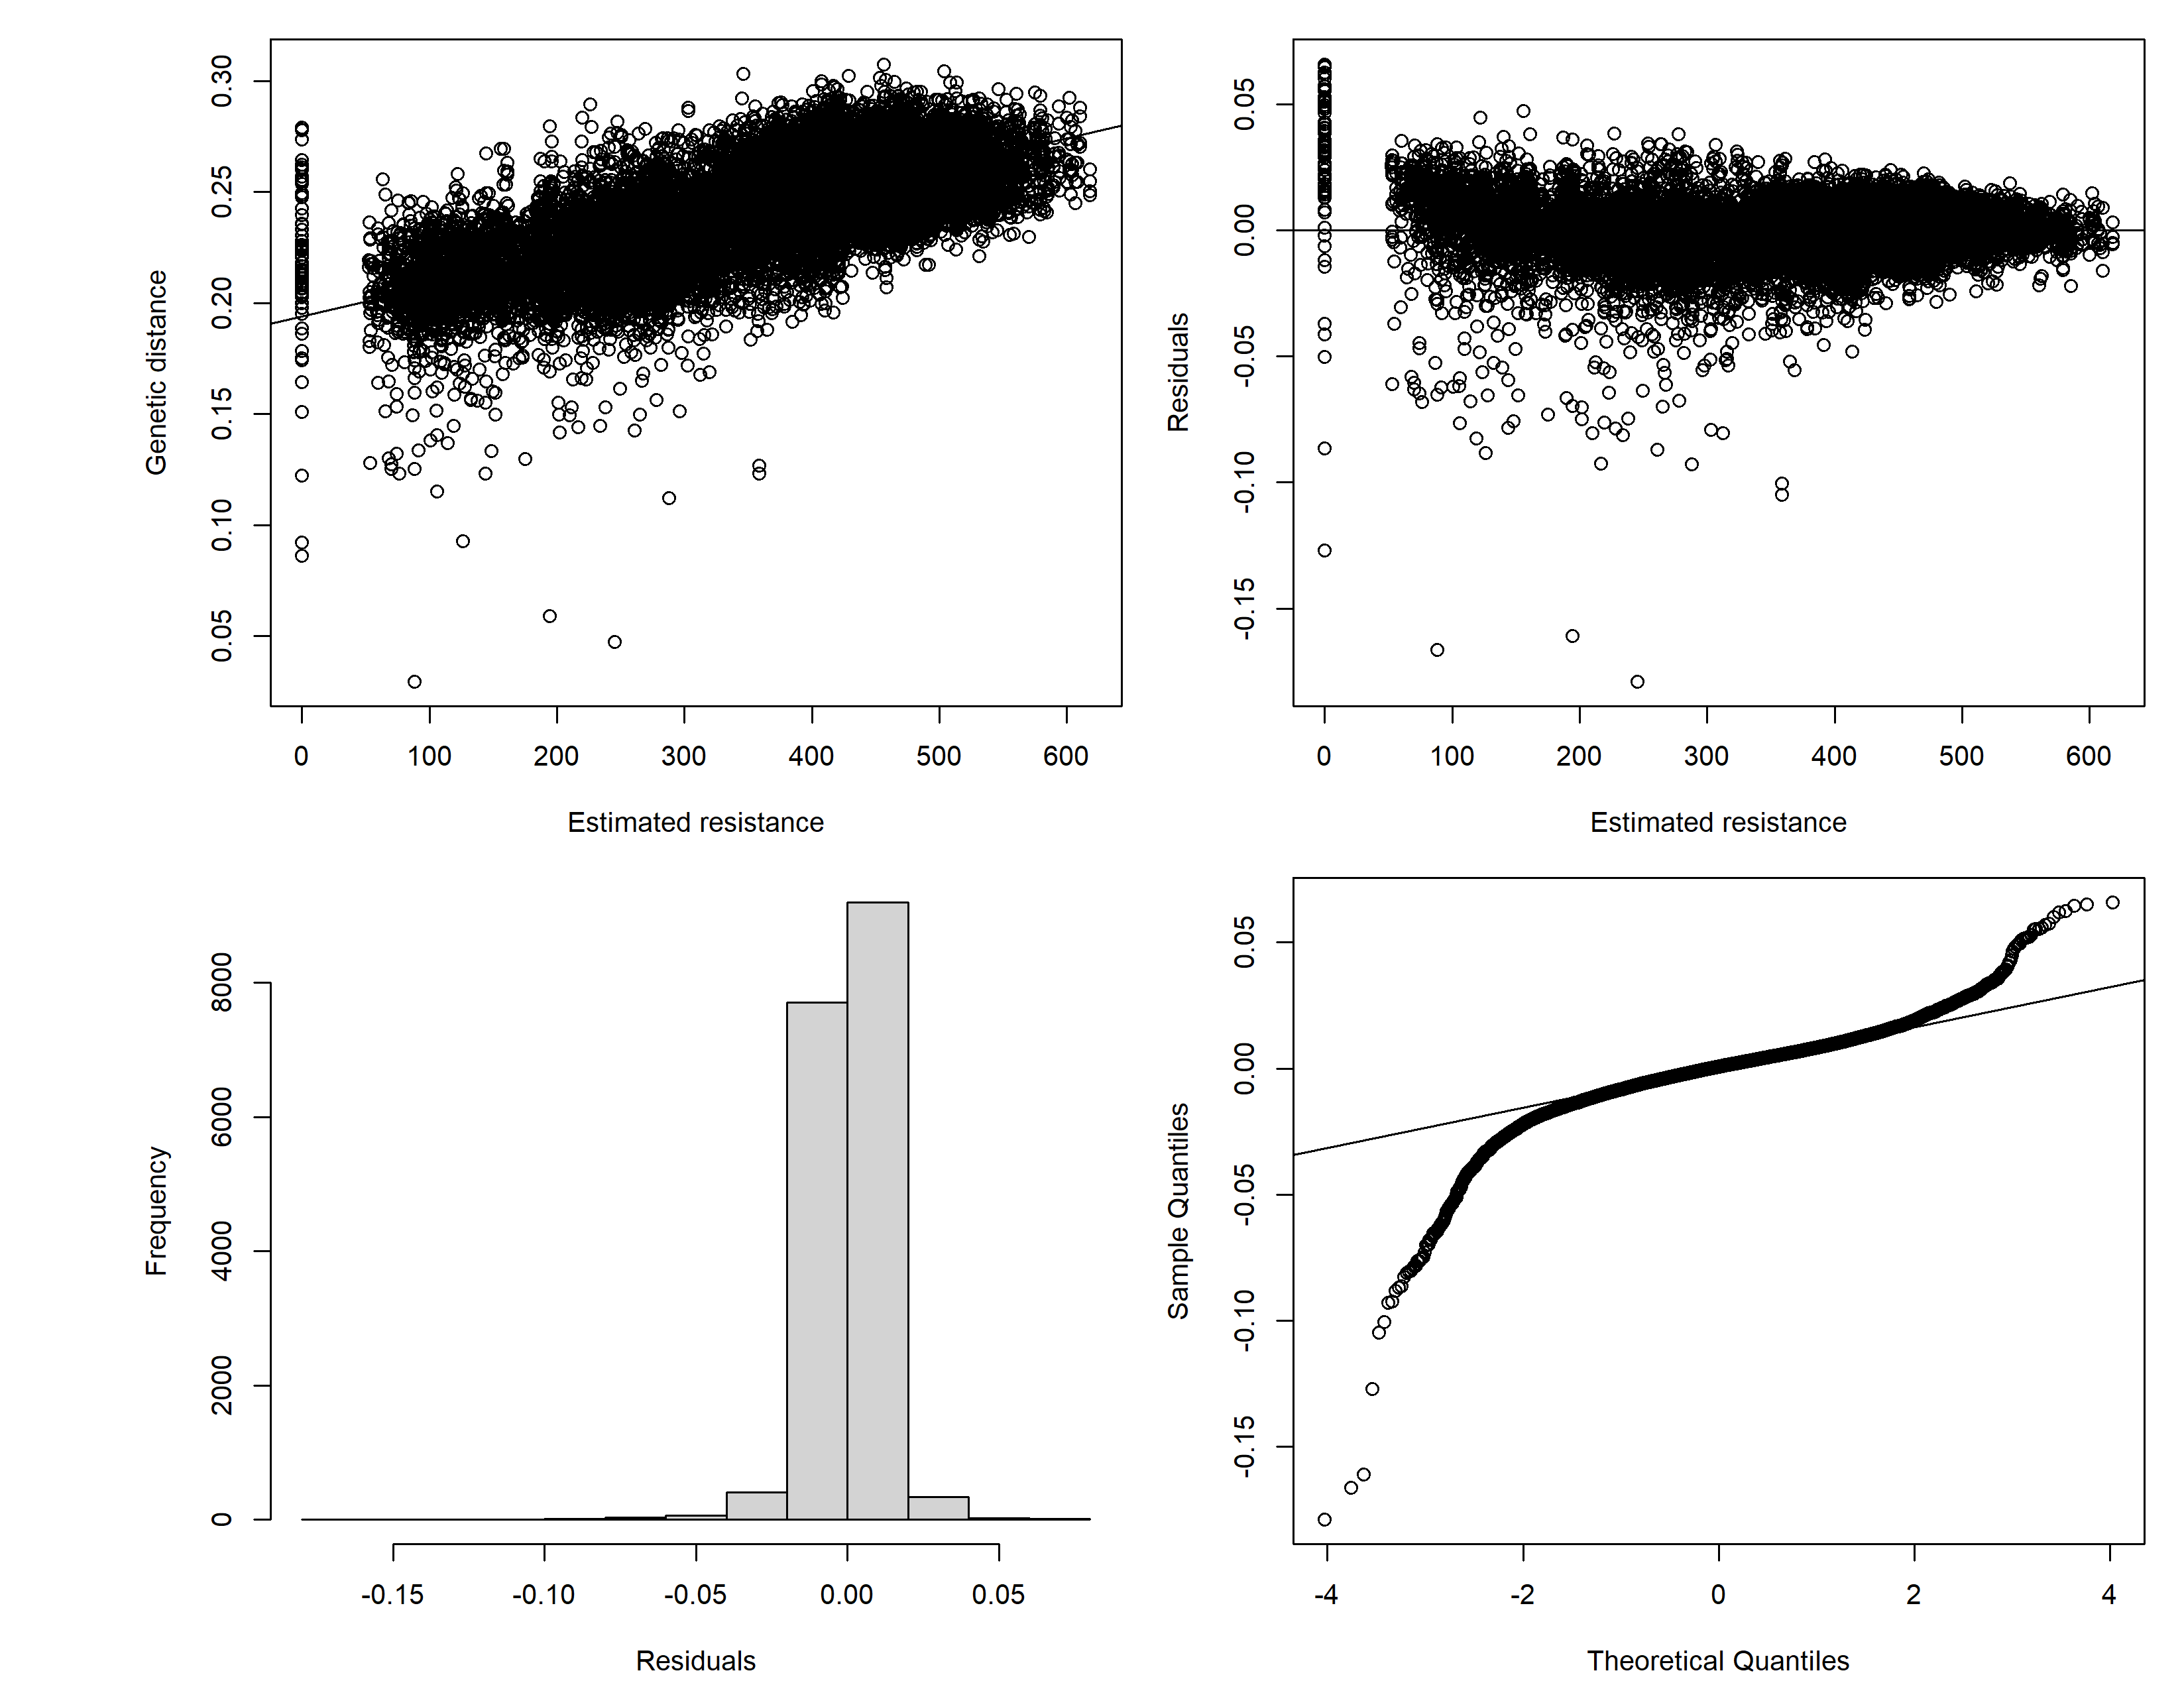 0.30
0.25
0.20
0.15
0.10
0.05
Genetic distance
0 100 200 300 400 500 600
Estimated resistance
0.05
0.00
-0.05
-0.10
-0.15
Residuals
0 100 200 300 400 500 600
Estimated resistance
8000
6000
4000
2000
0
Frequency
-0.15 -0.10 -0.05 0.00 0.05
Residuals
0.05
0.00
-0.05
-0.10
-0.15
Sample Quantiles
-4 -2 0 2 4
Theoretical Quantiles